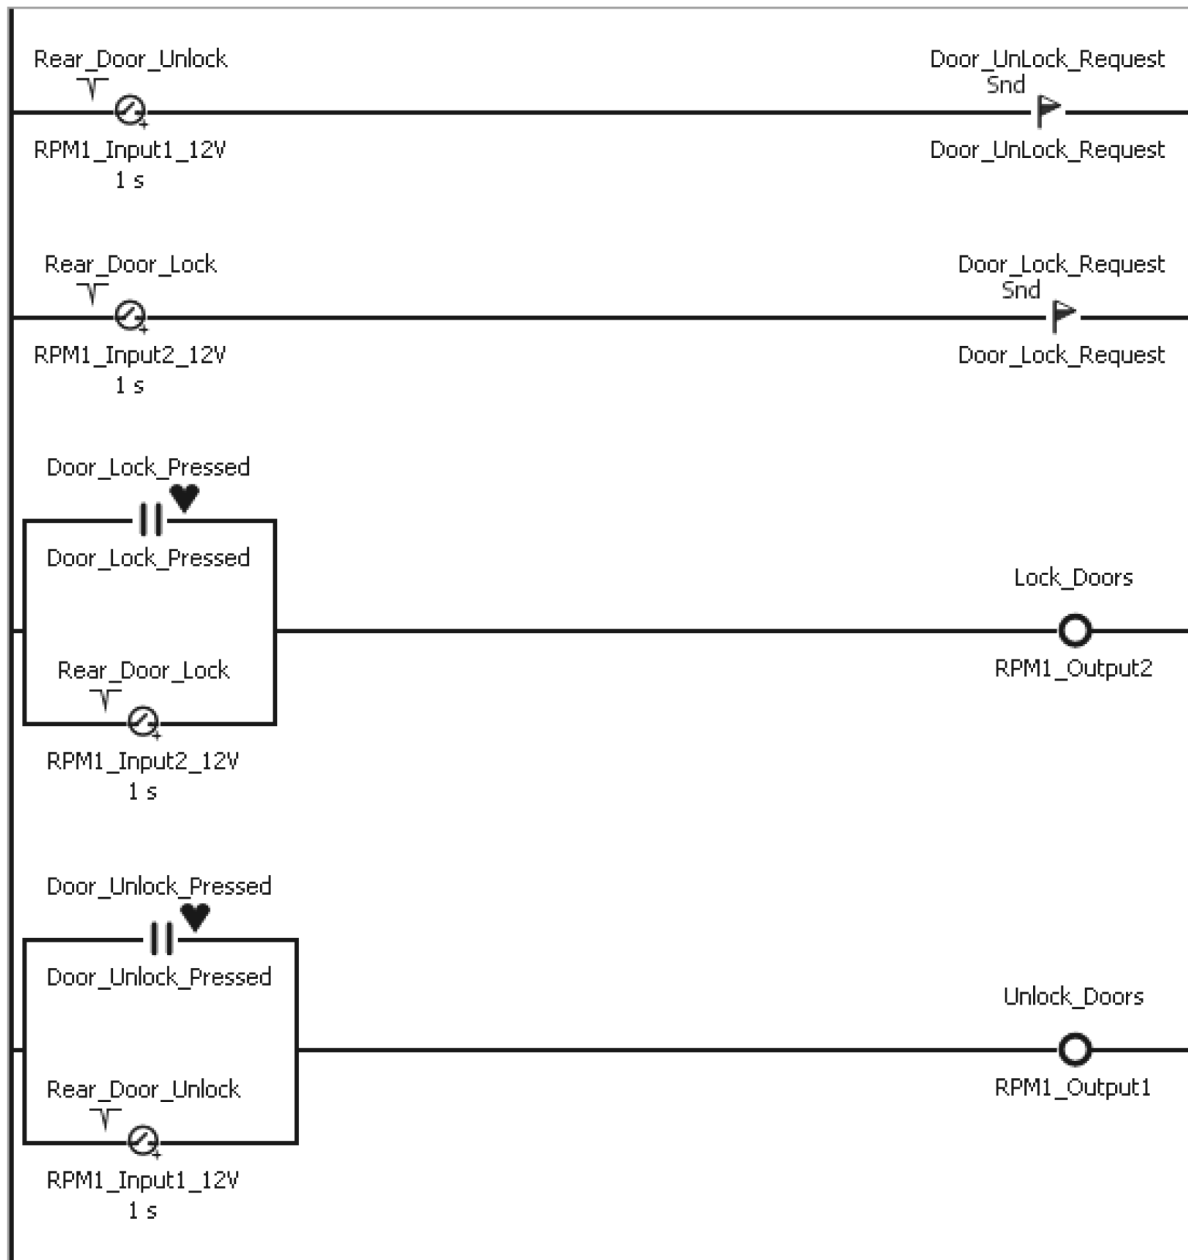 Rear_Door_Unlock
Door_UnLock_Request
Snd
RPM1_Input1_12V
Door_UnLock_Request
1 s
Rear_Door_Lock
Door_Lock_Request
Snd
RPM1_Input2_12V
Door_Lock_Request
1 s
Door_Lock_Pressed
Door_Lock_Pressed
Lock_Doors
Rear_Door_Lock
RPM1_Output2
RPM1_Input2_12V
1 s
Door_Unlock_Pressed
Door_Unlock_Pressed
Unlock_Doors
Rear_Door_Unlock
RPM1_Output1
RPM1_Input1_12V
1 s